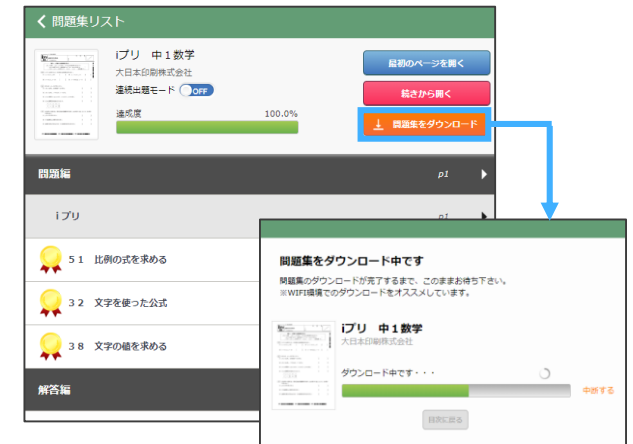 問題集リスト
iプリ 中1数学
大日本印刷株式会社
連続出題モード OFF
達成度 100.0%
最初のページを開く
続きから開く
問題集をダウンロード
問題編 p1
iプリ p1
51 比例の式を求める
32 文字を使った公式
38 文字の値を求める
解答編
問題集をダウンロード中です
問題集のダウンロードが完了するまで、このままお待ち下さい。
※WIFI環境でのダウンロードをオススメしています。
iプリ 中1数学
大日本印刷株式会社
ダウンロード中です・・・
中断する
目次に戻る